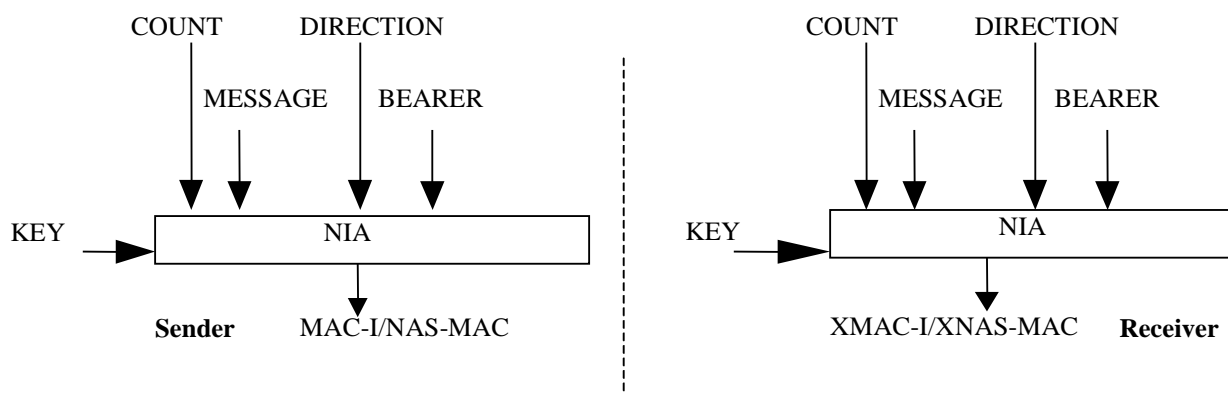 COUNT DIRECTION
MESSAGE BEARER
KEY NIA
Sender MAC-I/NAS-MAC
COUNT DIRECTION
MESSAGE BEARER
KEY NIA
XMAC-I/XNAS-MAC Receiver